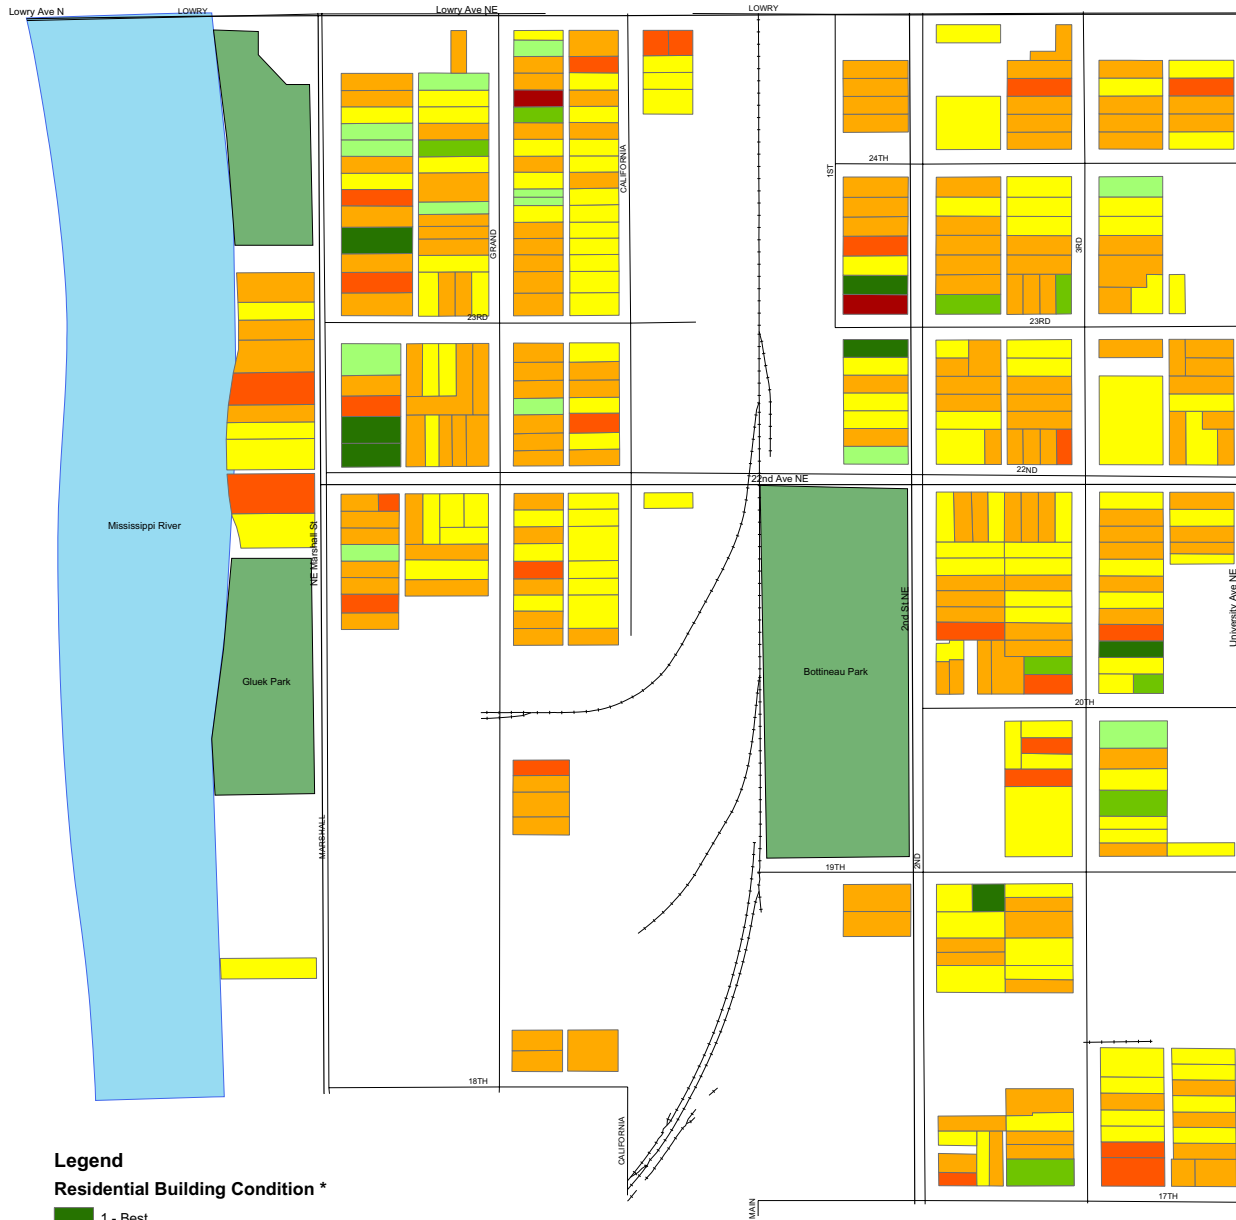 Lowry Ave N
LOWRY
Lowry Ave NE
LOWRY
24TH
1ST
CALIFORNIA
GRAND
3RD
23RD
23RD
22ND
22nd Ave NE
Mississippi River
NE Marshall St
2nd St NE
University Ave NE
Gluek Park
Bottineau Park
20TH
MARSHALL
19TH
2ND
18TH
CALIFORNIA
Legend
Residential Building Condition *
17TH
MAIN
1 - Best